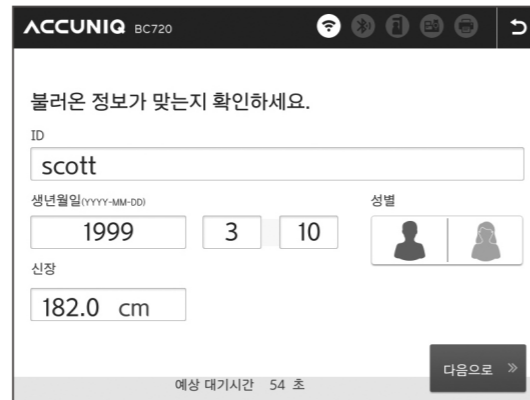 ACCUNIQ BC720
불러온 정보가 맞는지 확인하세요.
ID
scott
생년월일(YYYY-MM-DD) 성별
1999 3 10
신장
182.0 cm
다음으로 »
예상 대기시간 54 초